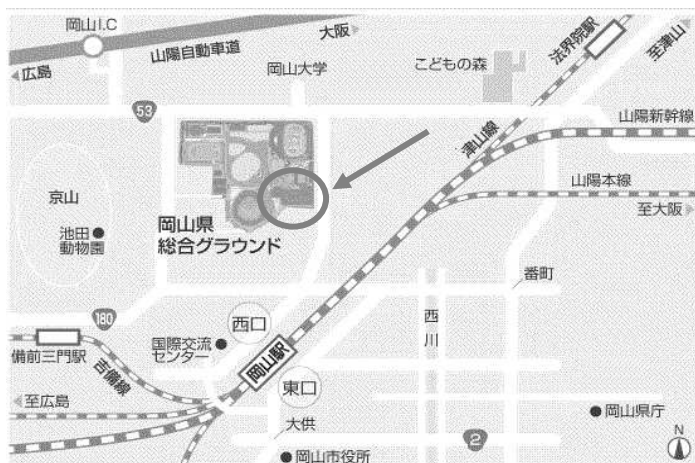 岡山I.C
大阪
山陽自動車道
広島
岡山大学
こどもの森
法界院駅
至津山
53
山陽新幹線
津山線
山陽本線
至大阪
京山
池田
動物園
岡山県
総合グラウンド
番町
180
西口
国際交流
センター
西川
岡山駅
備前三門駅
吉備線
東口
至広島
大供
岡山県庁
2
N
岡山市役所